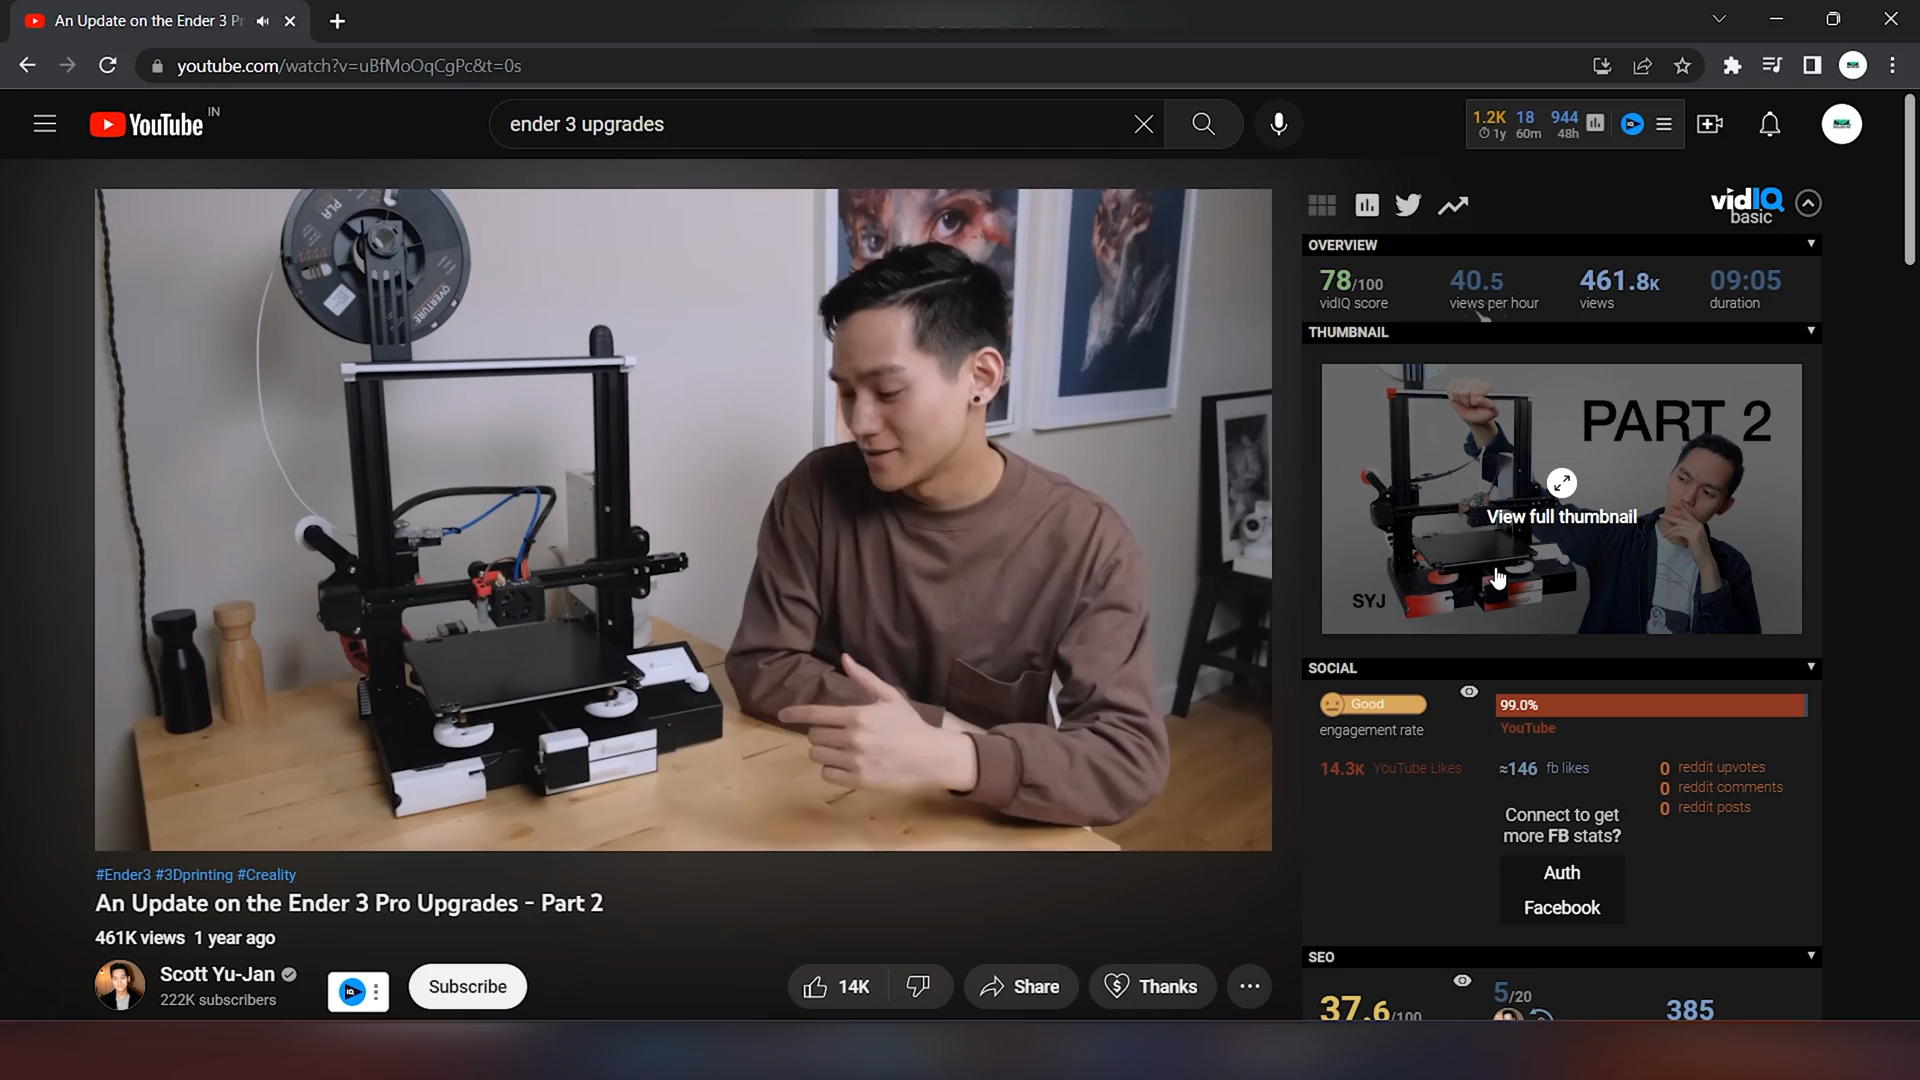 An Update on the Ender 3 Pr
youtube.com/watch?v=uBfMoOqCgPc&t=0s
YouTube IN
ender 3 upgrades
1.2K 18 944
1y 60m 48h
PLA
OVERTURE
vidIQ
basic
OVERVIEW
78/100 40.5 461.8K 09:05
vidIQ score views per hour views duration
THUMBNAIL
PART 2
View full thumbnail
SYJ
SOCIAL
Good 99.0%
engagement rate YouTube
14.3K YouTube Likes ≈146 fb likes 0 reddit upvotes
0 reddit comments
0 reddit posts
Connect to get
more FB stats?
Auth
Facebook
SEO
37.6/100 5/20 385
#Ender3 #3Dprinting #Creality
An Update on the Ender 3 Pro Upgrades - Part 2
461K views 1 year ago
Scott Yu-Jan
222K subscribers
IQ
Subscribe
14K Share Thanks